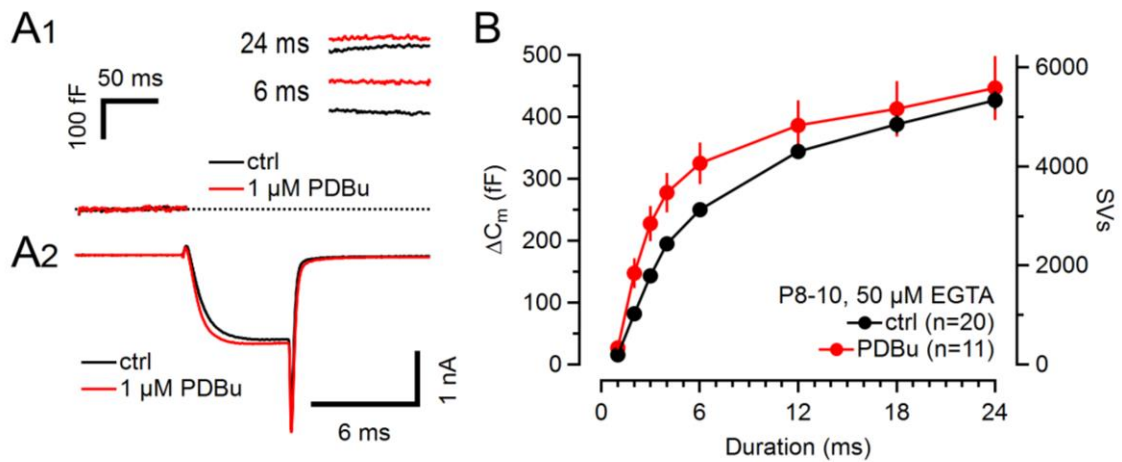 A1
24 ms
50 ms
6 ms
100 fF
ctrl
1 µM PDBu
A2
ctrl
1 µM PDBu
1 nA
6 ms
B
500
400
300
200
100
0
ΔCm (fF)
6000
4000
2000
0
SVs
P8-10, 50 µM EGTA
ctrl (n=20)
PDBu (n=11)
0 6 12 18 24
Duration (ms)